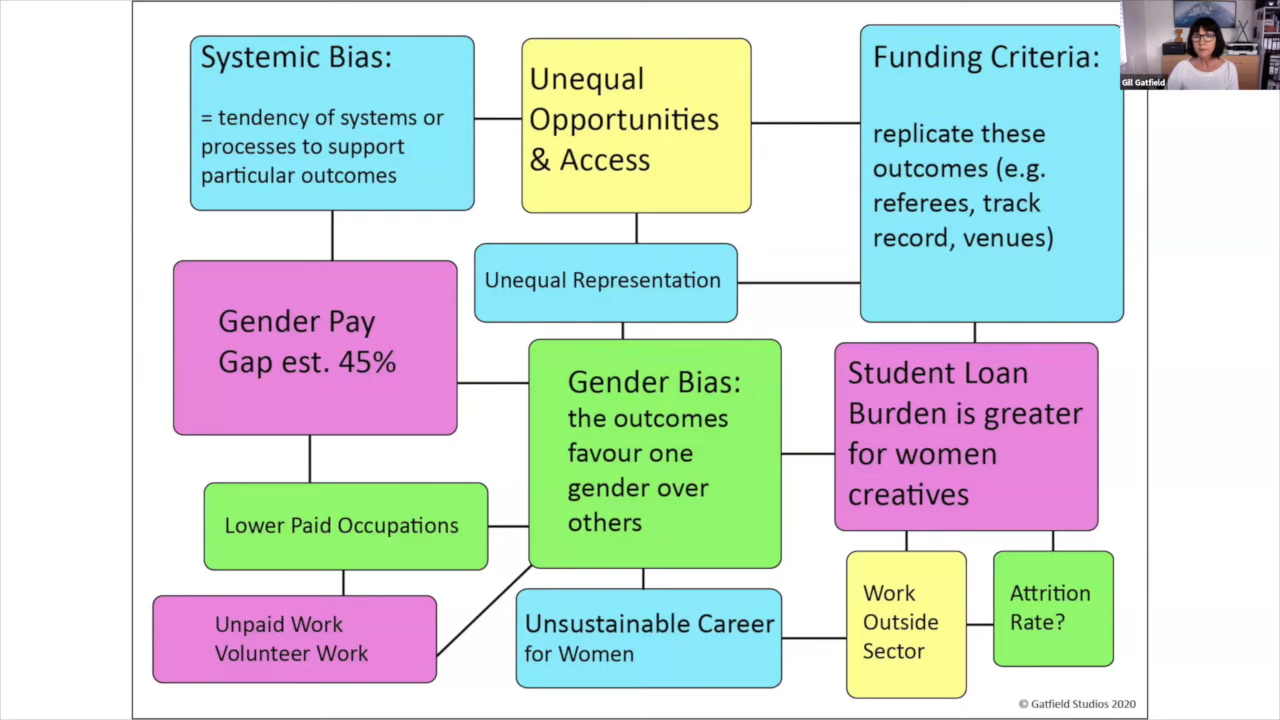 Systemic Bias:
= tendency of systems or
processes to support
particular outcomes
Unequal
Opportunities
& Access
Funding Criteria:
replicate these
outcomes (e.g.
referees, track
record, venues)
Gill Gatfield
Unequal Representation
Gender Pay
Gap est. 45%
Gender Bias:
the outcomes
favour one
gender over
others
Student Loan
Burden is greater
for women
creatives
Lower Paid Occupations
Unpaid Work
Volunteer Work
Unsustainable Career
for Women
Work
Outside
Sector
Attrition
Rate?
© Gatfield Studios 2020